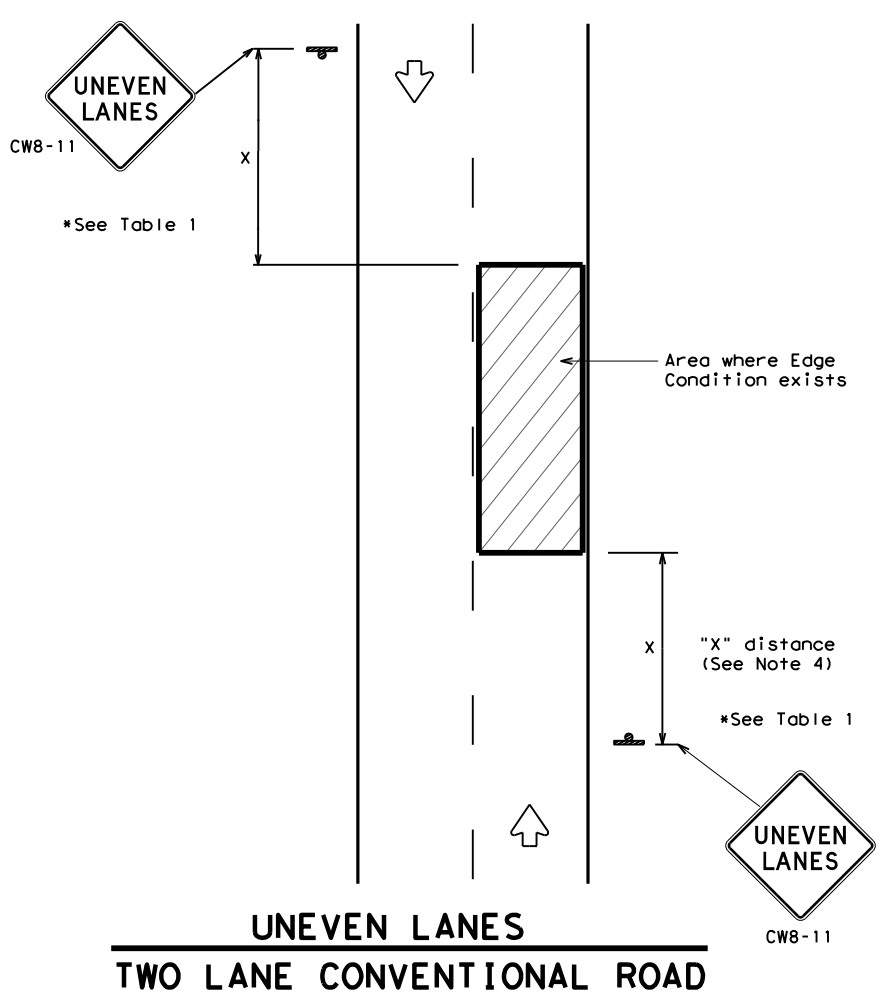 UNEVEN
LANES
CW8-11
X
*See Table 1
Area where Edge
Condition exists
X
"X" distance
(See Note 4)
*See Table 1
UNEVEN
LANES
CW8-11
UNEVEN LANES
TWO LANE CONVENTIONAL ROAD